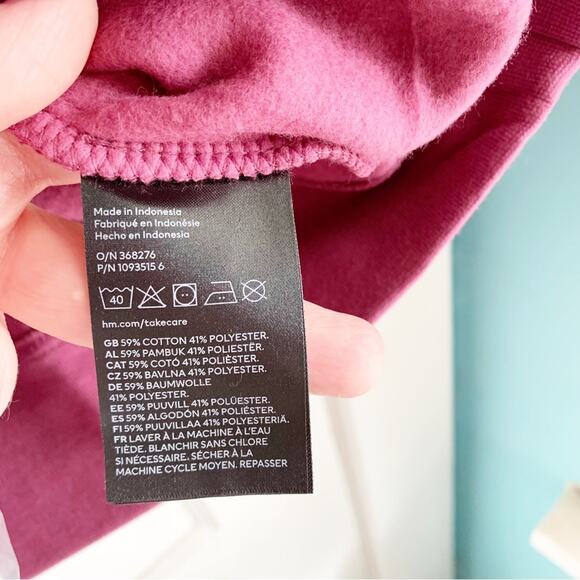 Made in Indonesia
Fabriqué en Indonésie
Hecho en Indonesia
O/N 368276
P/N 1093515 6
40
hm.com/takecare
GB 59% COTTON 41% POLYESTER.
AL 59% PAMBUK 41% POLIESTËR.
CAT 59% COTÓ 41% POLIÈSTER.
CZ 59% BAVLNA 41% POLYESTER.
DE 59% BAUMWOLLE
41% POLYESTER.
EE 59% PUUVILL 41% POLÜESTER.
ES 59% ALGODÓN 41% POLIÉSTER.
FI 59% PUUVILLAA 41% POLYESTERIÄ.
FR LAVER À LA MACHINE À L'EAU
TIÈDE. BLANCHIR SANS CHLORE
SI NÉCESSAIRE. SÉCHER À LA
MACHINE CYCLE MOYEN. REPASSER